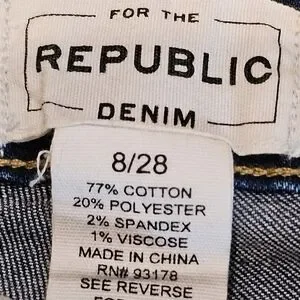 FOR THE
REPUBLIC
DENIM
8/28
77% COTTON
20% POLYESTER
2% SPANDEX
1% VISCOSE
MADE IN CHINA
RN# 93178
SEE REVERSE